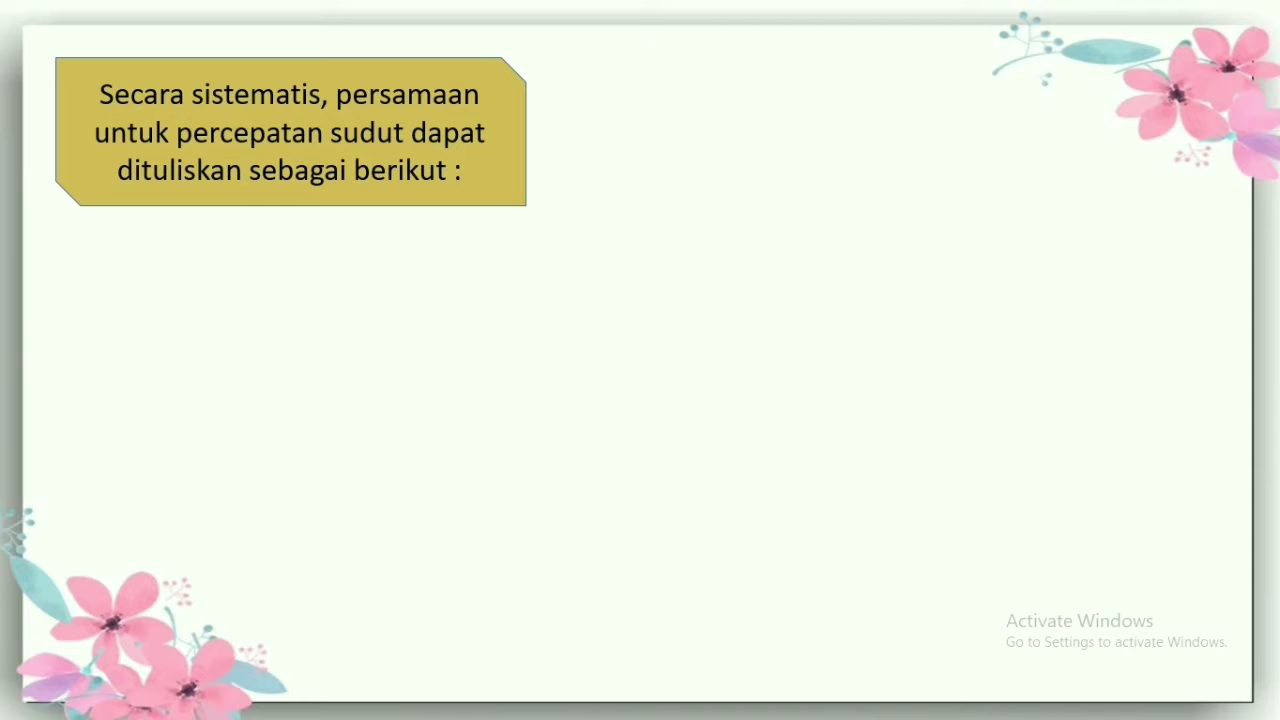 Secara sistematis, persamaan
untuk percepatan sudut dapat
dituliskan sebagai berikut :
Activate Windows
Go to Settings to activate Windows.